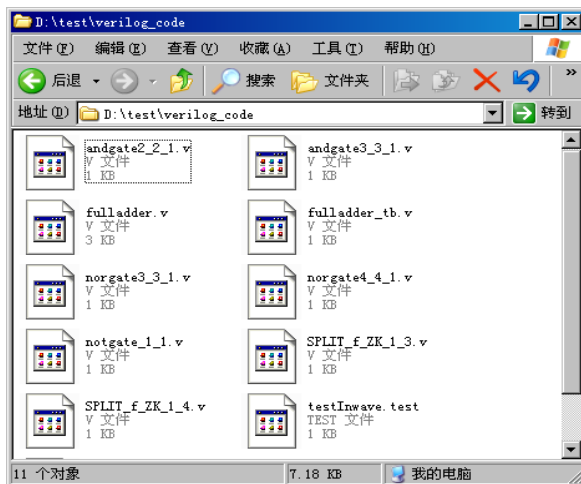 D:\test\verilog_code
文件(F) 编辑(E) 查看(V) 收藏(A) 工具(T) 帮助(H)
后退 搜索 文件夹 »
地址(D) D:\test\verilog_code 转到
andgate2_2_1.v
V 文件
1 KB
andgate3_3_1.v
V 文件
1 KB
fulladder.v
V 文件
3 KB
fulladder_tb.v
V 文件
1 KB
norgate3_3_1.v
V 文件
1 KB
norgate4_4_1.v
V 文件
1 KB
notgate_1_1.v
V 文件
1 KB
SPLIT_f_ZK_1_3.v
V 文件
1 KB
SPLIT_f_ZK_1_4.v
V 文件
1 KB
testInwave.test
TEST 文件
1 KB
11 个对象 7.18 KB 我的电脑